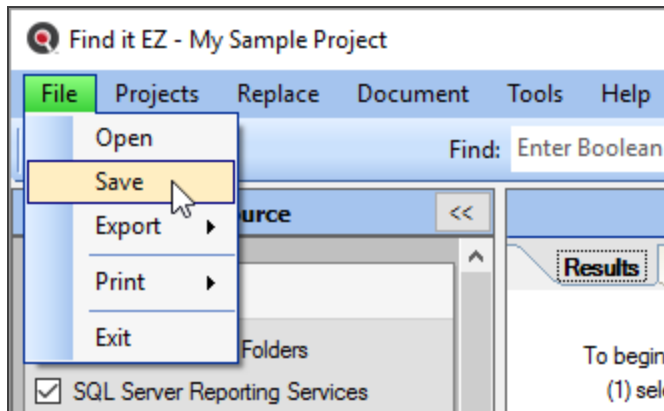 Find it EZ - My Sample Project
File Projects Replace Document Tools Help
Open
Find: Enter Boolean
Save
urce <<
Export
Results
Print
Exit
Folders
To begin
SQL Server Reporting Services
(1) sel